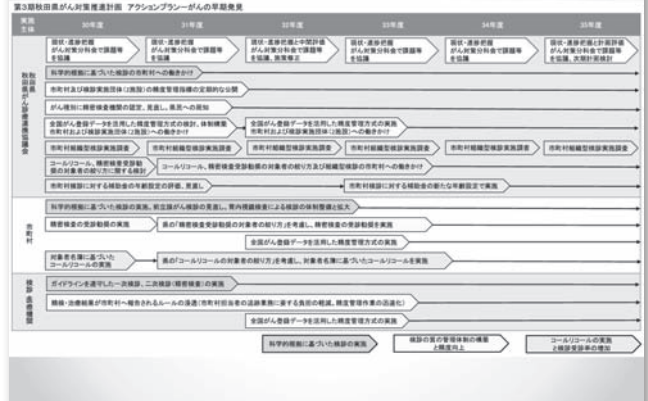 第3期秋田県がん対策推進計画 アクションプランーがんの早期発見
実施
主体
30年度
31年度
32年度
33年度
34年度
35年度
秋田県
秋田県がん診療連携協議会
現状・進捗把握
がん対策分科会で課題等
を協議
現状・進捗把握
がん対策分科会で課題等
を協議
現状・進捗把握と中間評価
がん対策分科会で課題等
を協議、施策修正
現状・進捗把握
がん対策分科会で課題等
を協議
現状・進捗把握
がん対策分科会で課題等
を協議
現状・進捗把握と計画評価
がん対策分科会で課題等
を協議、次期計画検討
科学的根拠に基づいた検診の市町村への働きかけ
市町村及び検診実施団体(2施設)の精度管理指標の定期的な公開
がん種別に精密検査機関の認定、見直し、県民への周知
全国がん登録データを活用した精度管理方式の検討、体制構築
市町村および検診実施団体(2施設)への働きかけ
全国がん登録データを活用した精度管理方式の実施
市町村および検診実施団体(2施設)への働きかけ
市町村組織型検診実施調査
市町村組織型検診実施調査
市町村組織型検診実施調査
市町村組織型検診実施調査
市町村組織型検診実施調査
市町村組織型検診実施調査
コールリコール、精密検査受診勧
奨の対象者の絞り方に関する検討
コールリコール、精密検査受診勧奨の対象者の絞り方及び組織型検診の市町村への働きかけ
市町村検診に対する補助金の年齢設定の評価、見直し
市町村検診に対する補助金の新たな年齢設定で実施
市町村
科学的根拠に基づいた検診の実施、前立腺がん検診の見直し、胃内視鏡検査による検診の体制整備と拡大
精密検査の受診勧奨の実施
県の「精密検査受診勧奨の対象者の絞り方」を考慮し、精密検査の受診勧奨を実施
全国がん登録データを活用した精度管理方式の実施
対象者名簿に基づいた
コールリコールの実施
県の「コールリコールの対象者の絞り方」を考慮し、対象者名簿に基づいたコールリコールを実施
検診・医療機関
ガイドラインを遵守した一次検診、二次検診(精密検査)の実施
精検・治療結果が市町村へ報告されるルールの浸透(市町村担当者の追跡業務に要する負担の軽減、精度管理作業の迅速化)
全国がん登録データを活用した精度管理方式の実施
科学的根拠に基づいた検診の実施
検診の質の管理体制の構築
と精度向上
コールリコールの実施
と検診受診率の増加